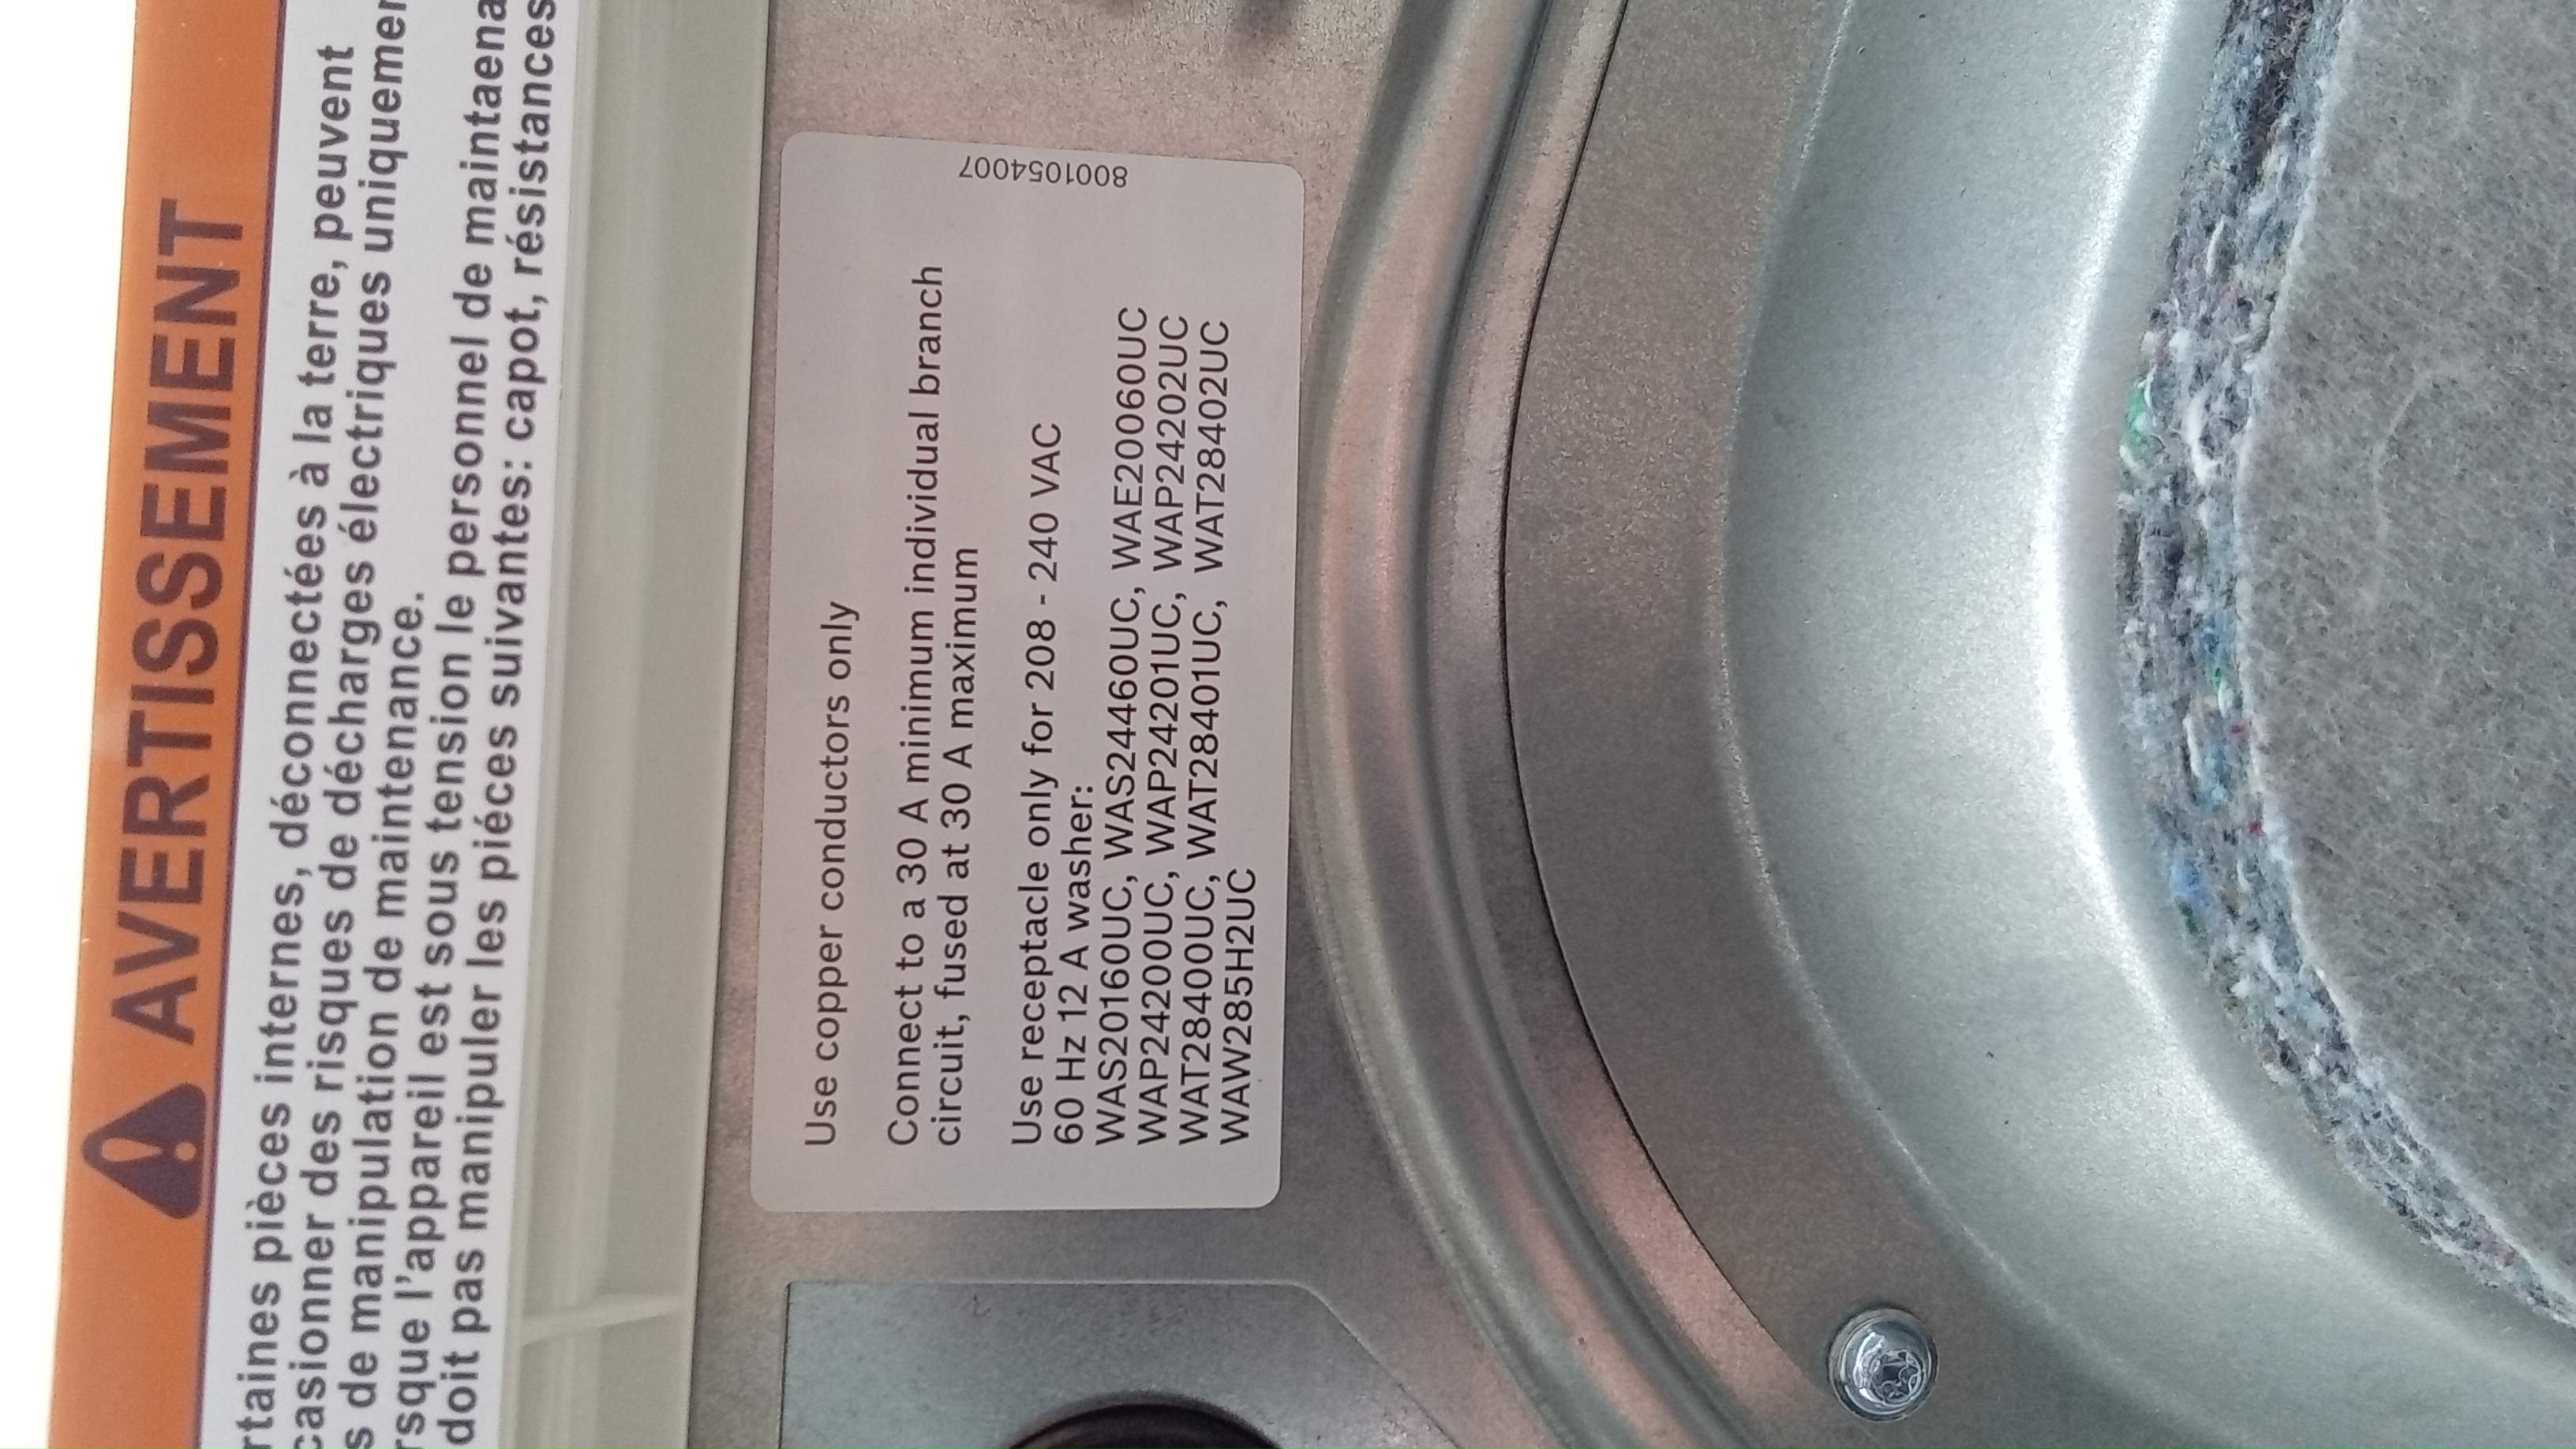 AVERTISSEMENT
rtaines pièces internes, déconnectées à la terre, peuvent
casionner des risques de décharges électriques uniquemen
s de manipulation de maintenance.
rsque l'appareil est sous tension le personnel de maintaena
doit pas manipuler les piéces suivantes: capot, résistances
Use copper conductors only
Connect to a 30 A minimum individual branch
circuit, fused at 30 A maximum
Use receptacle only for 208 - 240 VAC
60 Hz 12 A washer:
WAS20160UC, WAS24460UC, WAE20060UC
WAP24200UC, WAP24201UC, WAP24202UC
WAT28400UC, WAT28401UC, WAT28402UC
WAW285H2UC
8001054007